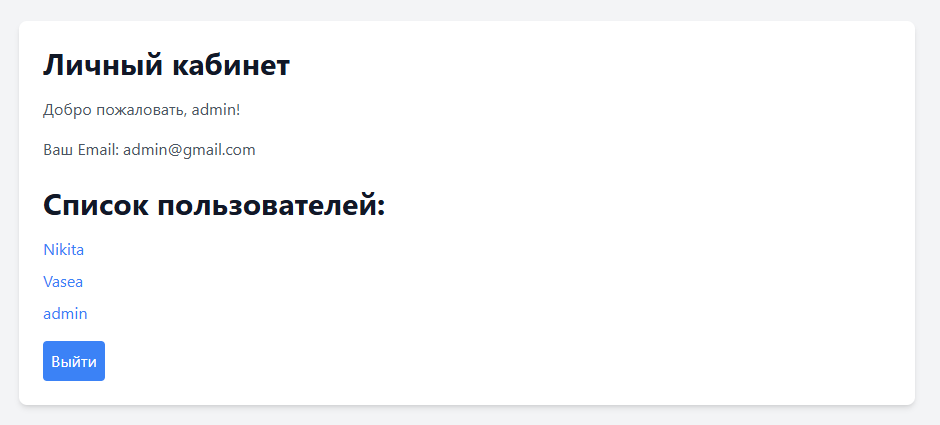 Личный кабинет
Добро пожаловать, admin!
Ваш Email: admin@gmail.com
Список пользователей:
Nikita
Vasea
admin
Выйти